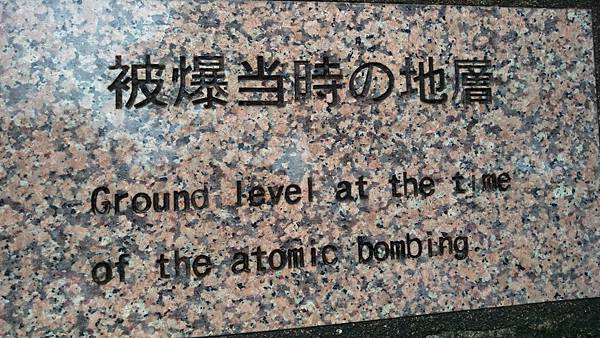 被爆当時の地層
Ground level at the time
of the atomic bombing